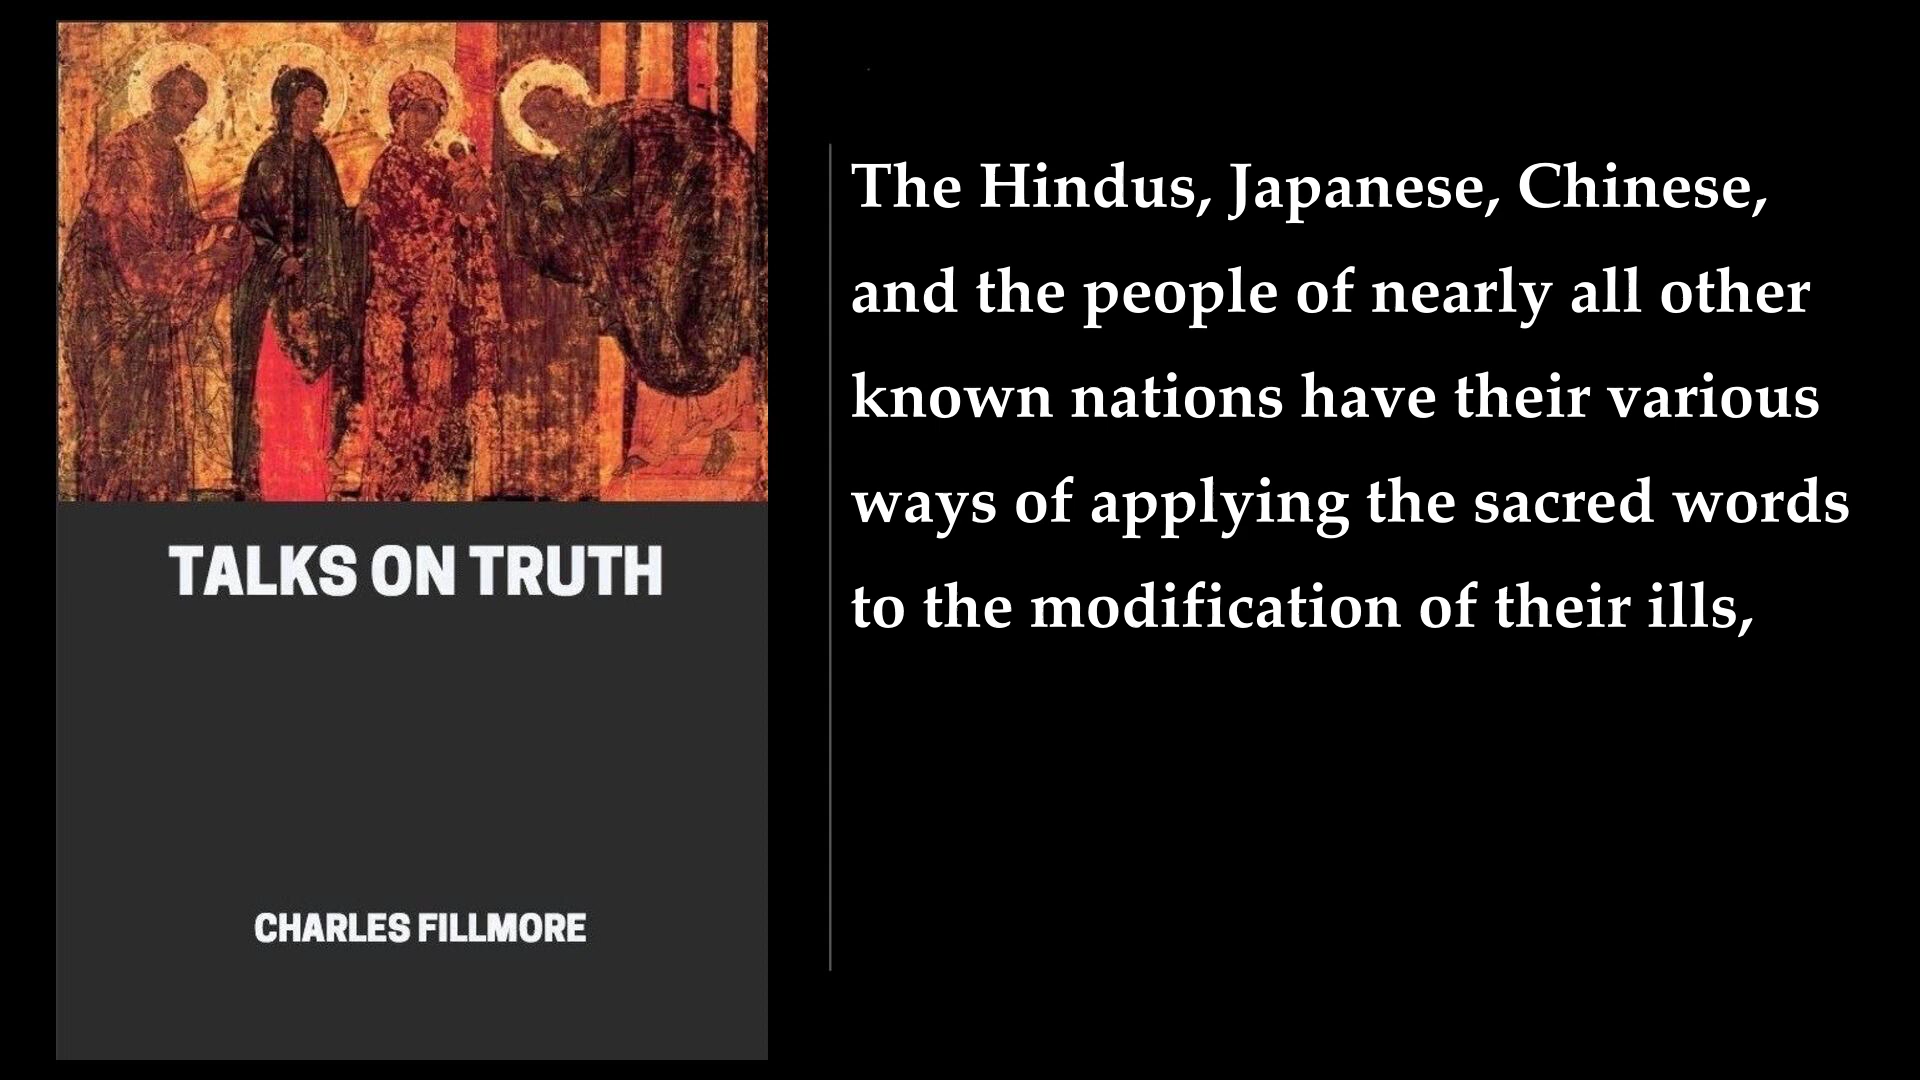 TALKS ON TRUTH
CHARLES FILLMORE
The Hindus, Japanese, Chinese,
and the people of nearly all other
known nations have their various
ways of applying the sacred words
to the modification of their ills,